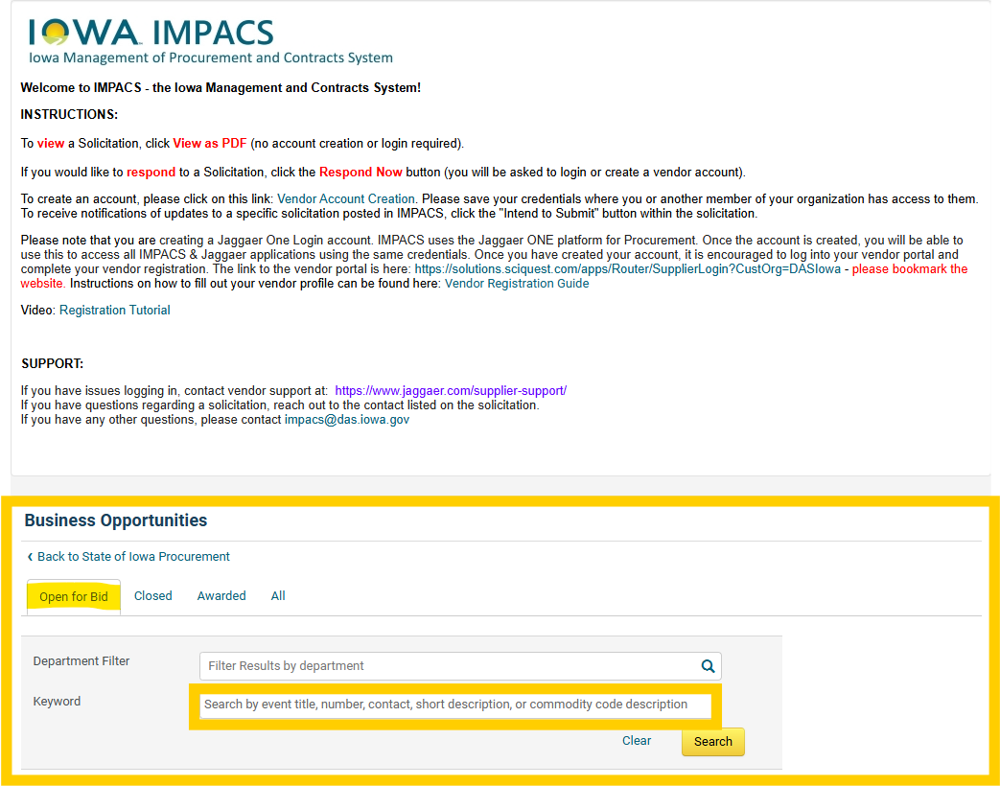 IOWA IMPACS
Iowa Management of Procurement and Contracts System
Welcome to IMPACS - the Iowa Management and Contracts System!
INSTRUCTIONS:
To view a Solicitation, click View as PDF (no account creation or login required).
If you would like to respond to a Solicitation, click the Respond Now button (you will be asked to login or create a vendor account).
To create an account, please click on this link: Vendor Account Creation. Please save your credentials where you or another member of your organization has access to them.
To receive notifications of updates to a specific solicitation posted in IMPACS, click the "Intend to Submit" button within the solicitation.
Please note that you are creating a Jaggaer One Login account. IMPACS uses the Jaggaer ONE platform for Procurement. Once the account is created, you will be able to
use this to access all IMPACS & Jaggaer applications using the same credentials. Once you have created your account, it is encouraged to log into your vendor portal and
complete your vendor registration. The link to the vendor portal is here: https://solutions.sciquest.com/apps/Router/SupplierLogin?CustOrg=DASIowa - please bookmark the
website. Instructions on how to fill out your vendor profile can be found here: Vendor Registration Guide
Video: Registration Tutorial
SUPPORT:
If you have issues logging in, contact vendor support at: https://www.jaggaer.com/supplier-support/
If you have questions regarding a solicitation, reach out to the contact listed on the solicitation.
If you have any other questions, please contact impacs@das.iowa.gov
Business Opportunities
‹ Back to State of Iowa Procurement
Open for Bid Closed Awarded All
Department Filter Filter Results by department
Keyword Search by event title, number, contact, short description, or commodity code description
Clear Search